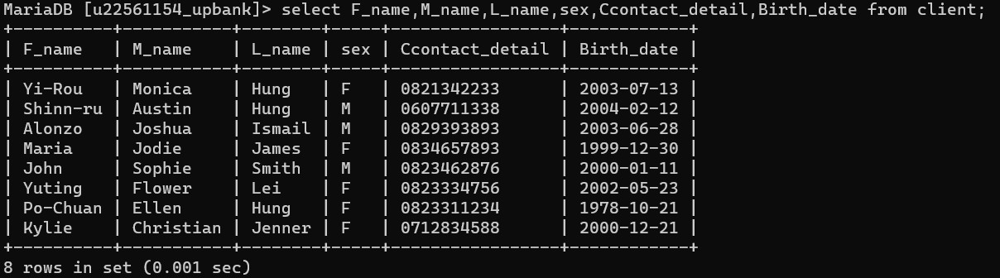 MariaDB [u22561154_upbank]> select F_name,M_name,L_name,sex,Ccontact_detail,Birth_date from client;
+----------+-----------+--------+-----+-----------------+------------+
| F_name   | M_name    | L_name | sex | Ccontact_detail | Birth_date |
+----------+-----------+--------+-----+-----------------+------------+
| Yi-Rou   | Monica    | Hung   | F   | 0821342233      | 2003-07-13 |
| Shinn-ru | Austin    | Hung   | M   | 0607711338      | 2004-02-12 |
| Alonzo   | Joshua    | Ismail | M   | 0829393893      | 2003-06-28 |
| Maria    | Jodie     | James  | F   | 0834657893      | 1999-12-30 |
| John     | Sophie    | Smith  | M   | 0823462876      | 2000-01-11 |
| Yuting   | Flower    | Lei    | F   | 0823334756      | 2002-05-23 |
| Po-Chuan | Ellen     | Hung   | F   | 0823311234      | 1978-10-21 |
| Kylie    | Christian | Jenner | F   | 0712834588      | 2000-12-21 |
+----------+-----------+--------+-----+-----------------+------------+
8 rows in set (0.001 sec)